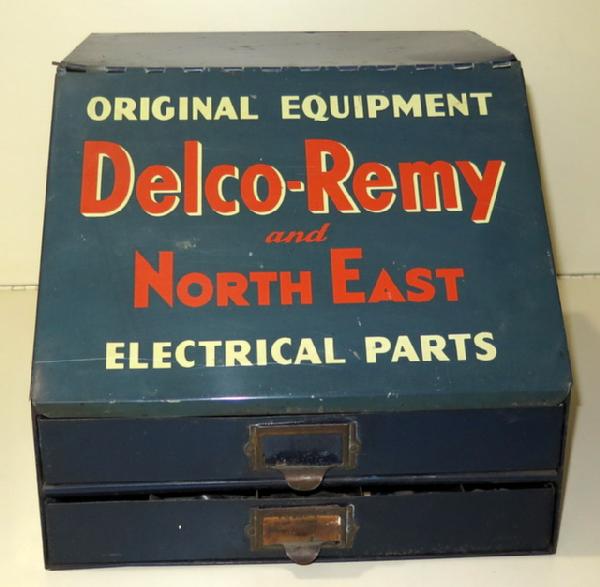 ORIGINAL EQUIPMENT
Delco-Remy
and
NORTH EAST
ELECTRICAL PARTS